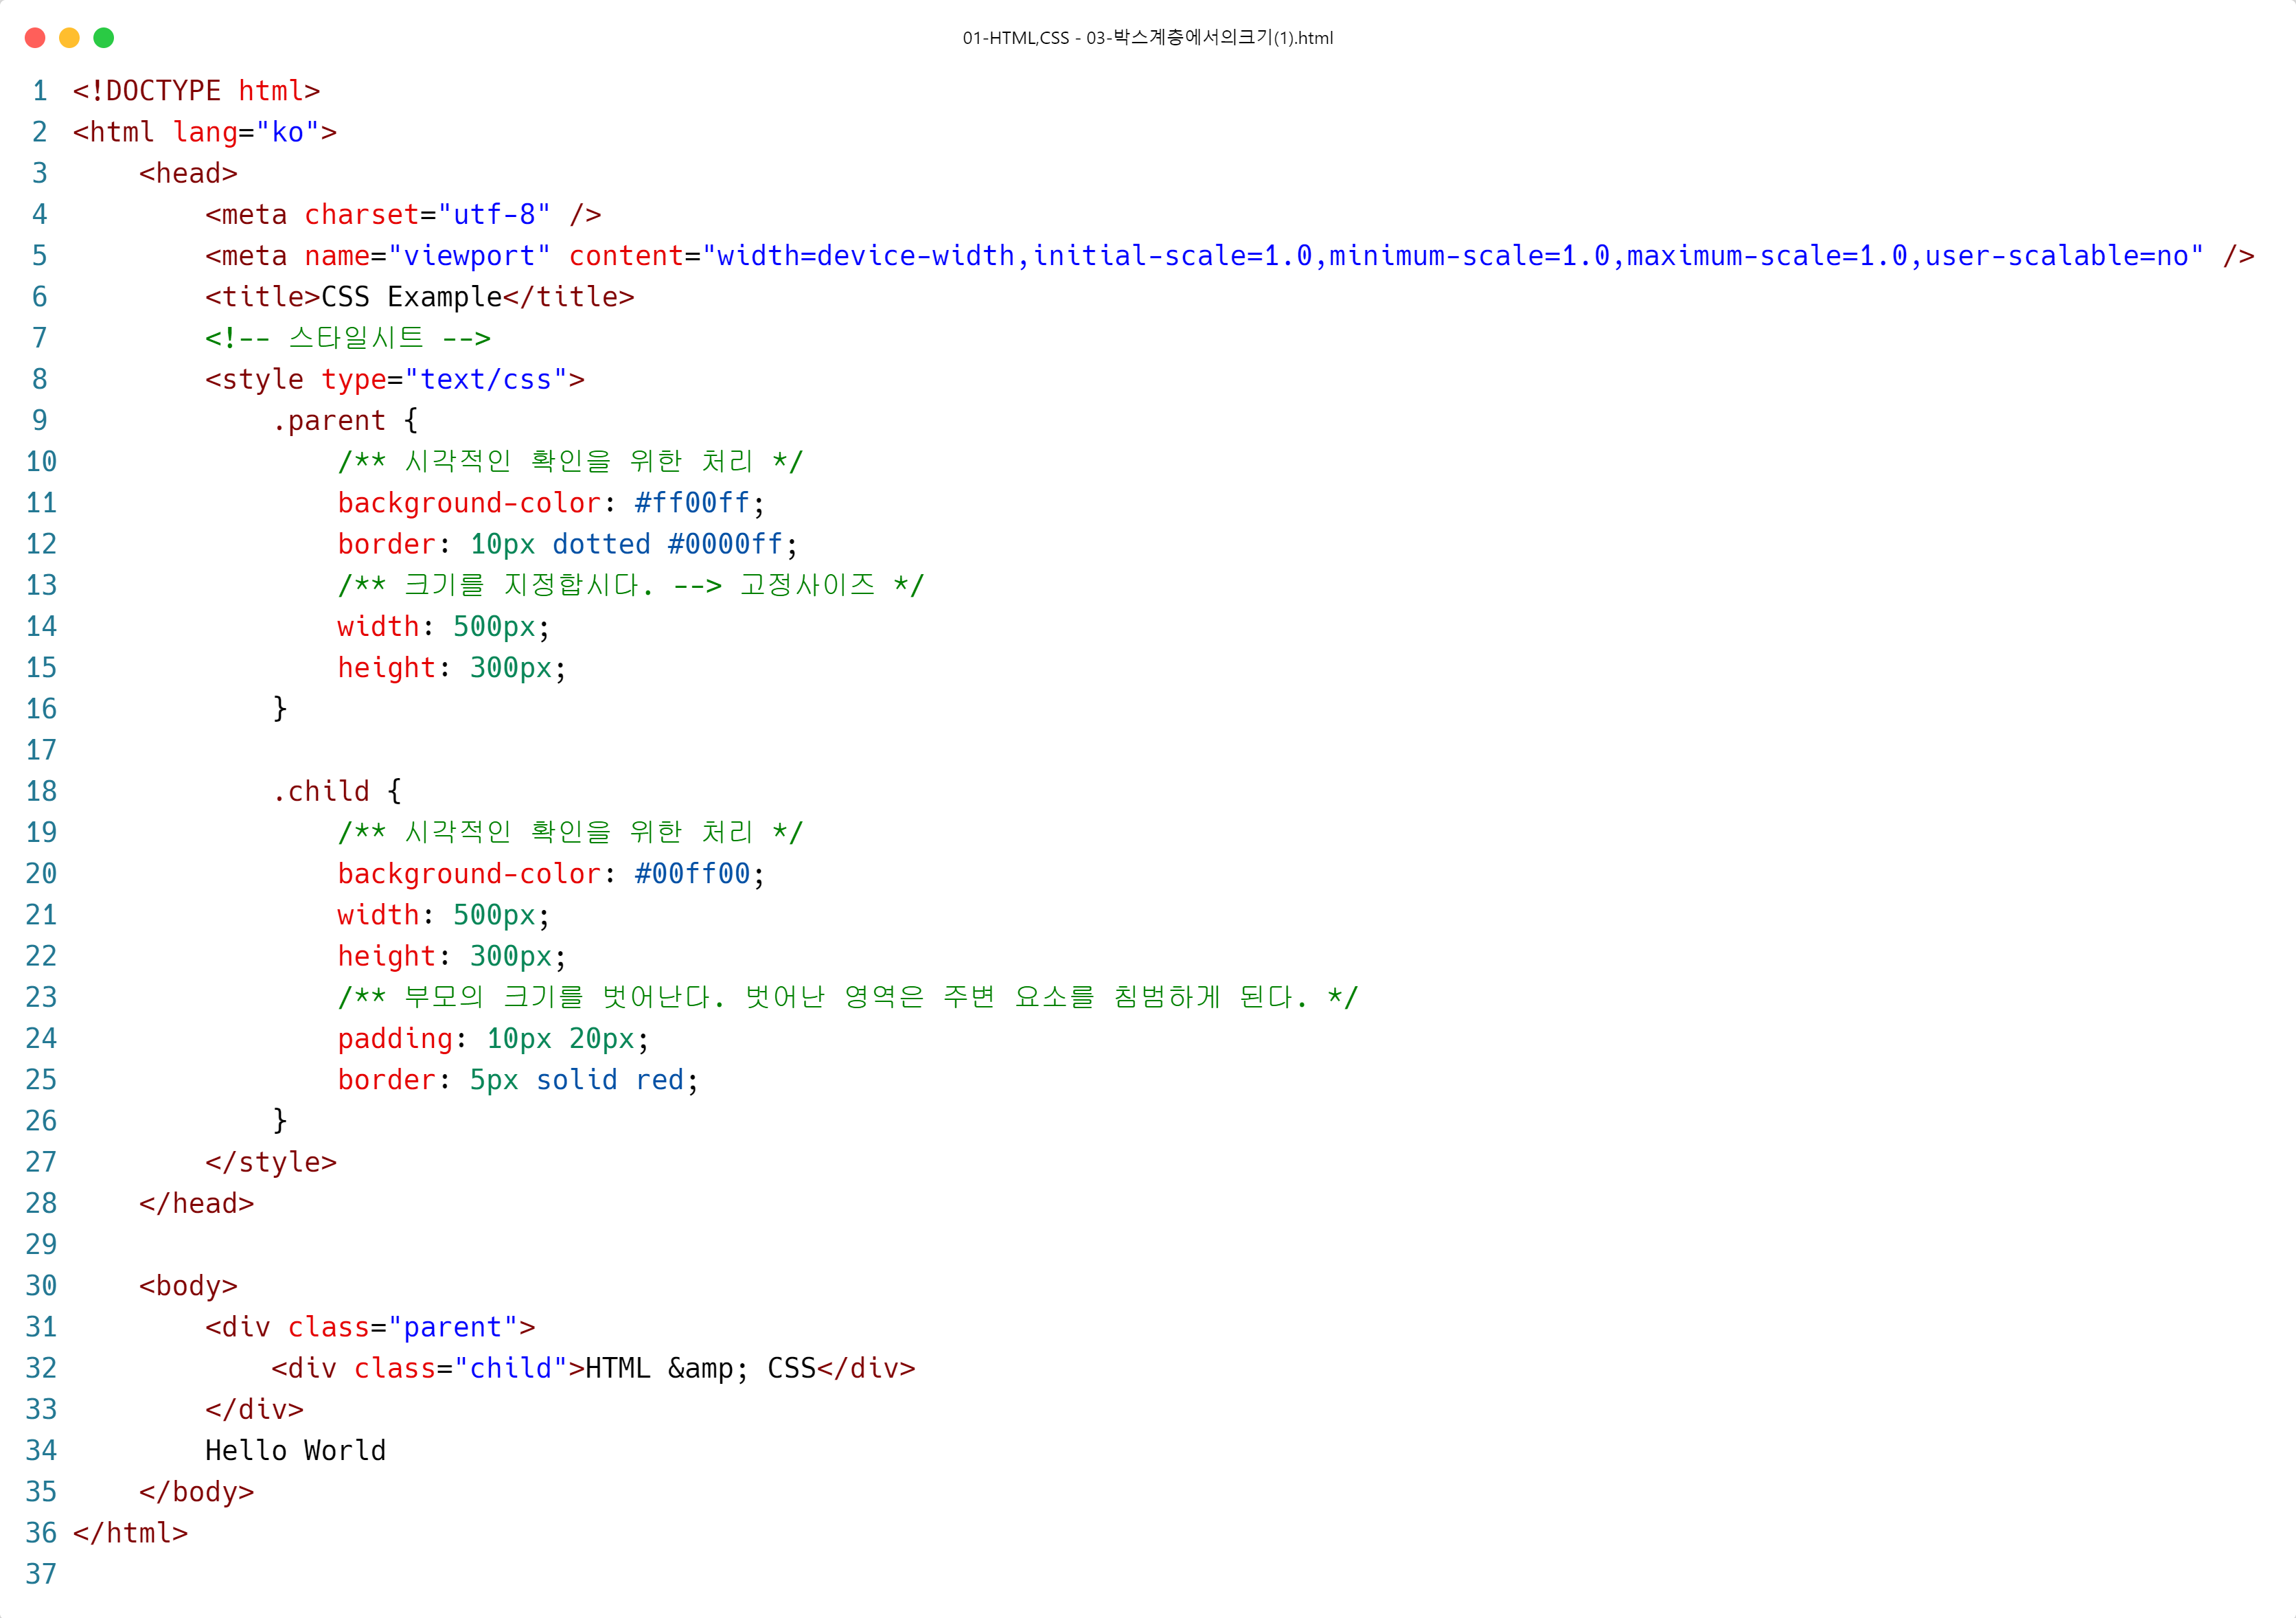 01-HTML,CSS - 03-박스계층에서의크기(1).html
1 <!DOCTYPE html>
2 <html lang="ko">
3     <head>
4         <meta charset="utf-8" />
5         <meta name="viewport" content="width=device-width,initial-scale=1.0,minimum-scale=1.0,maximum-scale=1.0,user-scalable=no" />
6         <title>CSS Example</title>
7         <!-- 스타일시트 -->
8         <style type="text/css">
9             .parent {
10                 /** 시각적인 확인을 위한 처리 */
11                 background-color: #ff00ff;
12                 border: 10px dotted #0000ff;
13                 /** 크기를 지정합시다. --> 고정사이즈 */
14                 width: 500px;
15                 height: 300px;
16             }
17
18             .child {
19                 /** 시각적인 확인을 위한 처리 */
20                 background-color: #00ff00;
21                 width: 500px;
22                 height: 300px;
23                 /** 부모의 크기를 벗어난다. 벗어난 영역은 주변 요소를 침범하게 된다. */
24                 padding: 10px 20px;
25                 border: 5px solid red;
26             }
27         </style>
28     </head>
29
30     <body>
31         <div class="parent">
32             <div class="child">HTML &amp; CSS</div>
33         </div>
34         Hello World
35     </body>
36 </html>
37